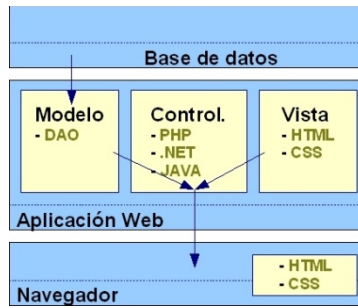 Base de datos
Modelo
- DAO
Control.
- PHP
- .NET
- JAVA
Vista
- HTML
- CSS
Aplicación Web
- HTML
- CSS
Navegador